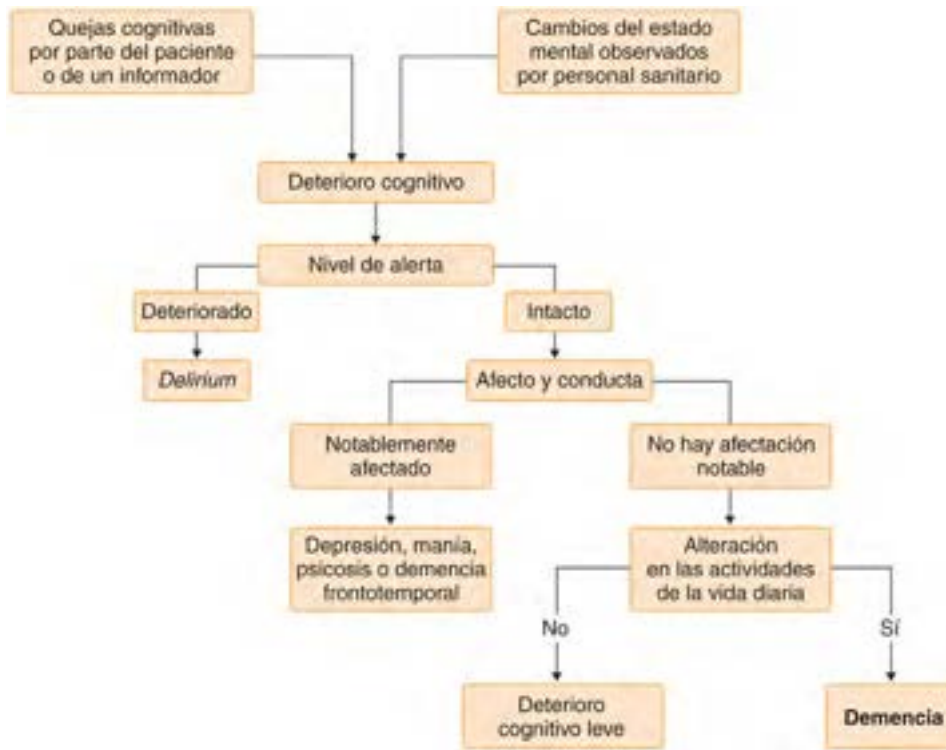 Quejas cognitivas
por parte del paciente
o de un informador
Cambios del estado
mental observados
por personal sanitario
Deterioro cognitivo
Nivel de alerta
Deteriorado
Intacto
Delirium
Afecto y conducta
Notablemente
afectado
No hay afectación
notable
Depresión, manía,
psicosis o demencia
frontotemporal
Alteración
en las actividades
de la vida diaria
No
Sí
Deterioro
cognitivo leve
Demencia